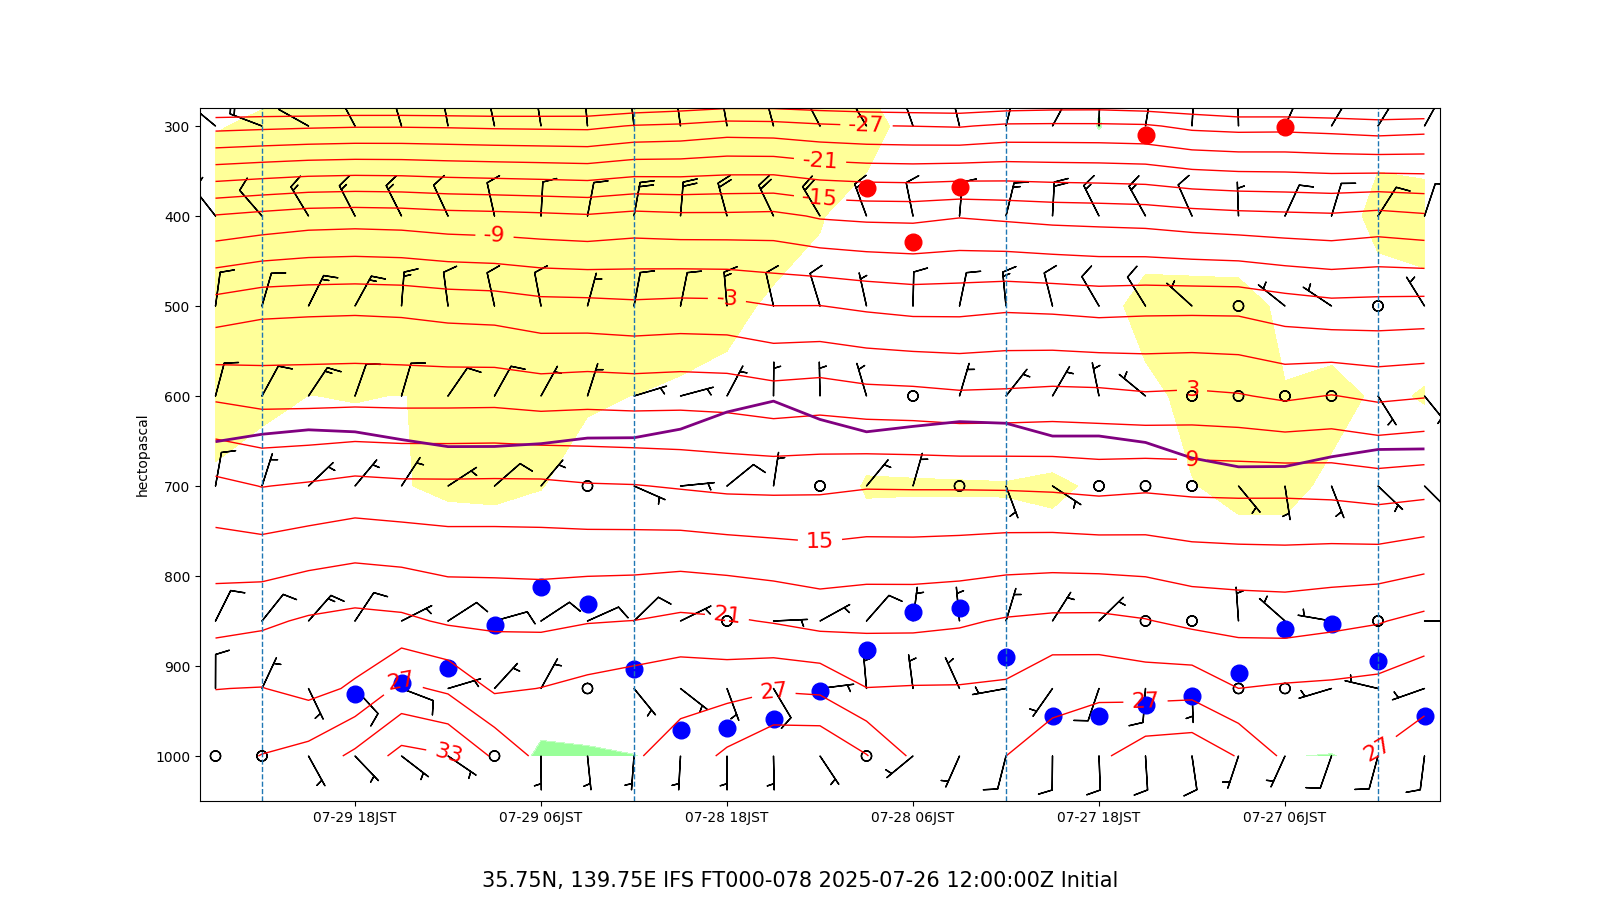 300
400
500
600
700
800
900
1000
hectopascal
-27
-21
-15
-9
-3
3
9
15
21
27
27
27
33
27
07-29 18JST
07-29 06JST
07-28 18JST
07-28 06JST
07-27 18JST
07-27 06JST
35.75N, 139.75E IFS FT000-078 2025-07-26 12:00:00Z Initial